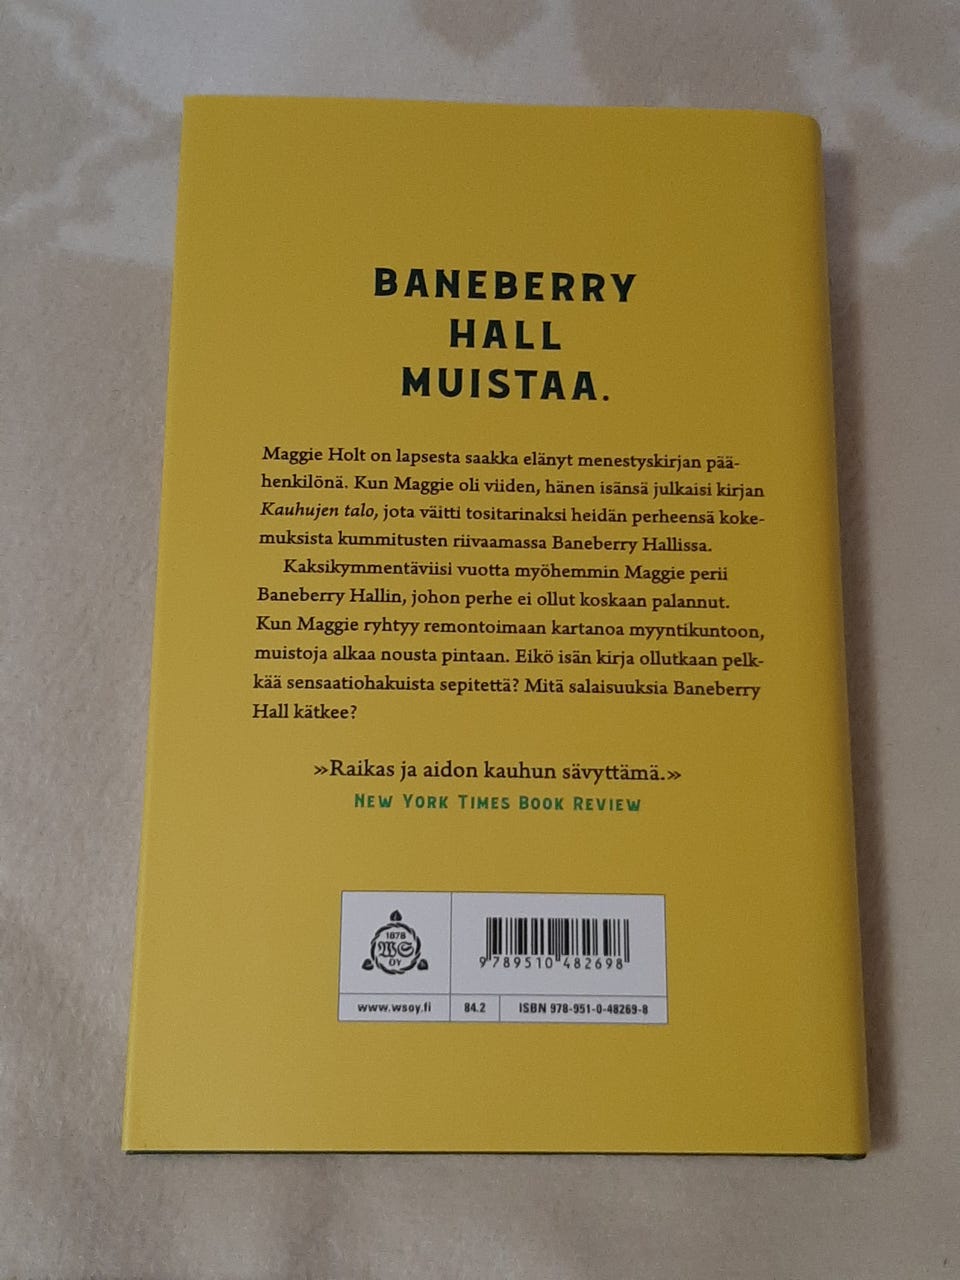 BANEBERRY
HALL
MUISTAA.
Maggie Holt on lapsesta saakka elänyt menestyskirjan pää-
henkilönä. Kun Maggie oli viiden, hänen isänsä julkaisi kirjan
Kauhujen talo, jota väitti tositarinaksi heidän perheensä koke-
muksista kummitusten riivaamassa Baneberry Hallissa.
Kaksikymmentäviisi vuotta myöhemmin Maggie perii
Baneberry Hallin, johon perhe ei ollut koskaan palannut.
Kun Maggie ryhtyy remontoimaan kartanoa myyntikuntoon,
muistoja alkaa nousta pintaan. Eikö isän kirja ollutkaan pelk-
kää sensaatiohakuista sepitettä? Mitä salaisuuksia Baneberry
Hall kätkee?
»Raikas ja aidon kauhun sävyttämä.»
NEW YORK TIMES BOOK REVIEW
1878
WS
OY
9 789510 482698
www.wsoy.fi
84.2
ISBN 978-951-0-48269-8